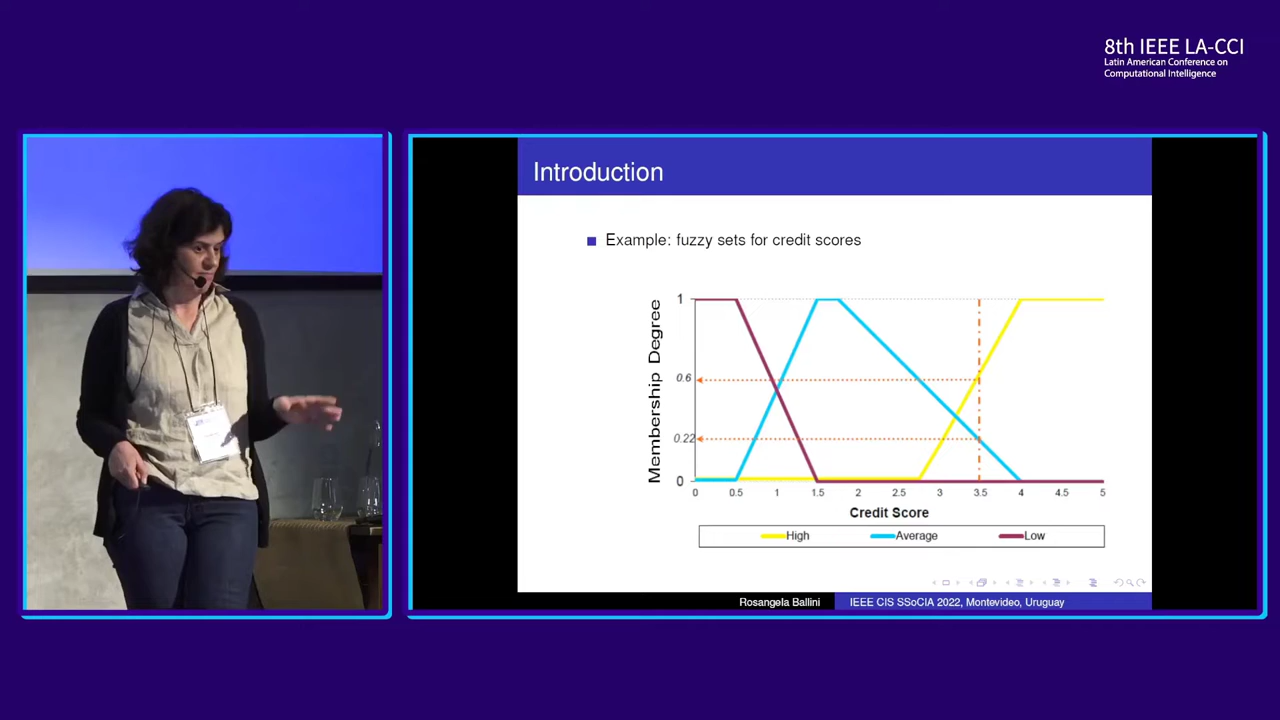 8th IEEE LA-CCI
Latin American Conference on
Computational Intelligence
Introduction
Example: fuzzy sets for credit scores
Membership Degree
1
0.6
0.22
0
0 0.5 1 1.5 2 2.5 3 3.5 4 4.5 5
Credit Score
High Average Low
Rosangela Ballini IEEE CIS SSoCIA 2022, Montevideo, Uruguay